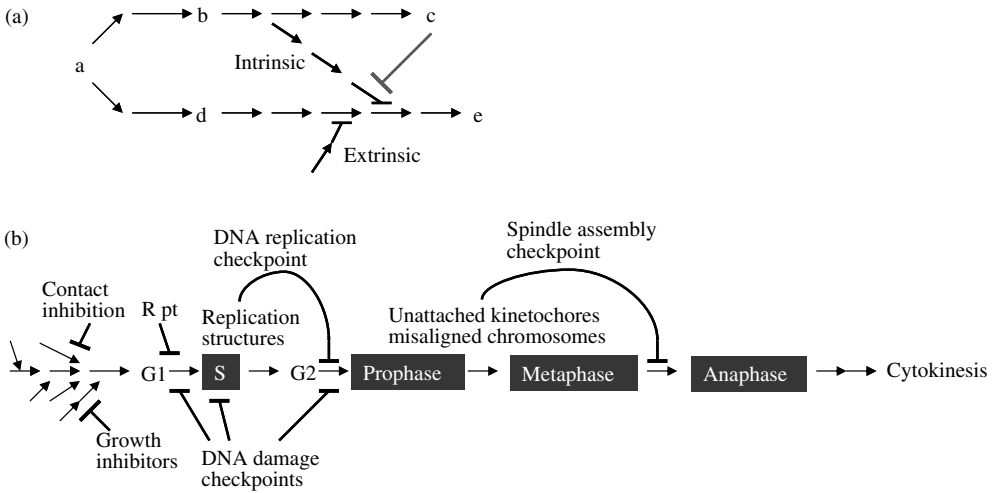 (a)
b
c
Intrinsic
a
d
e
Extrinsic
(b)
DNA replication
checkpoint
Spindle assembly
checkpoint
Contact
inhibition
R pt
Replication
structures
Unattached kinetochores
misaligned chromosomes
G1
S
G2
Prophase
Metaphase
Anaphase
Cytokinesis
Growth
inhibitors
DNA damage
checkpoints